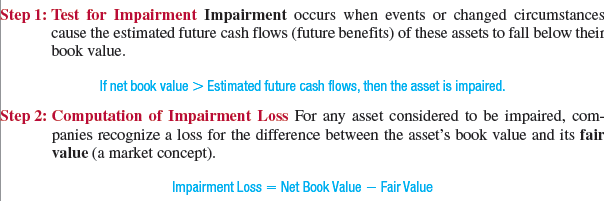 Step 1: Test for Impairment Impairment occurs when events or changed circumstances
cause the estimated future cash flows (future benefits) of these assets to fall below their
book value.
If net book value > Estimated future cash flows, then the asset is impaired.
Step 2: Computation of Impairment Loss For any asset considered to be impaired, com-
panies recognize a loss for the difference between the asset's book value and its fair
value (a market concept).
Impairment Loss = Net Book Value − Fair Value